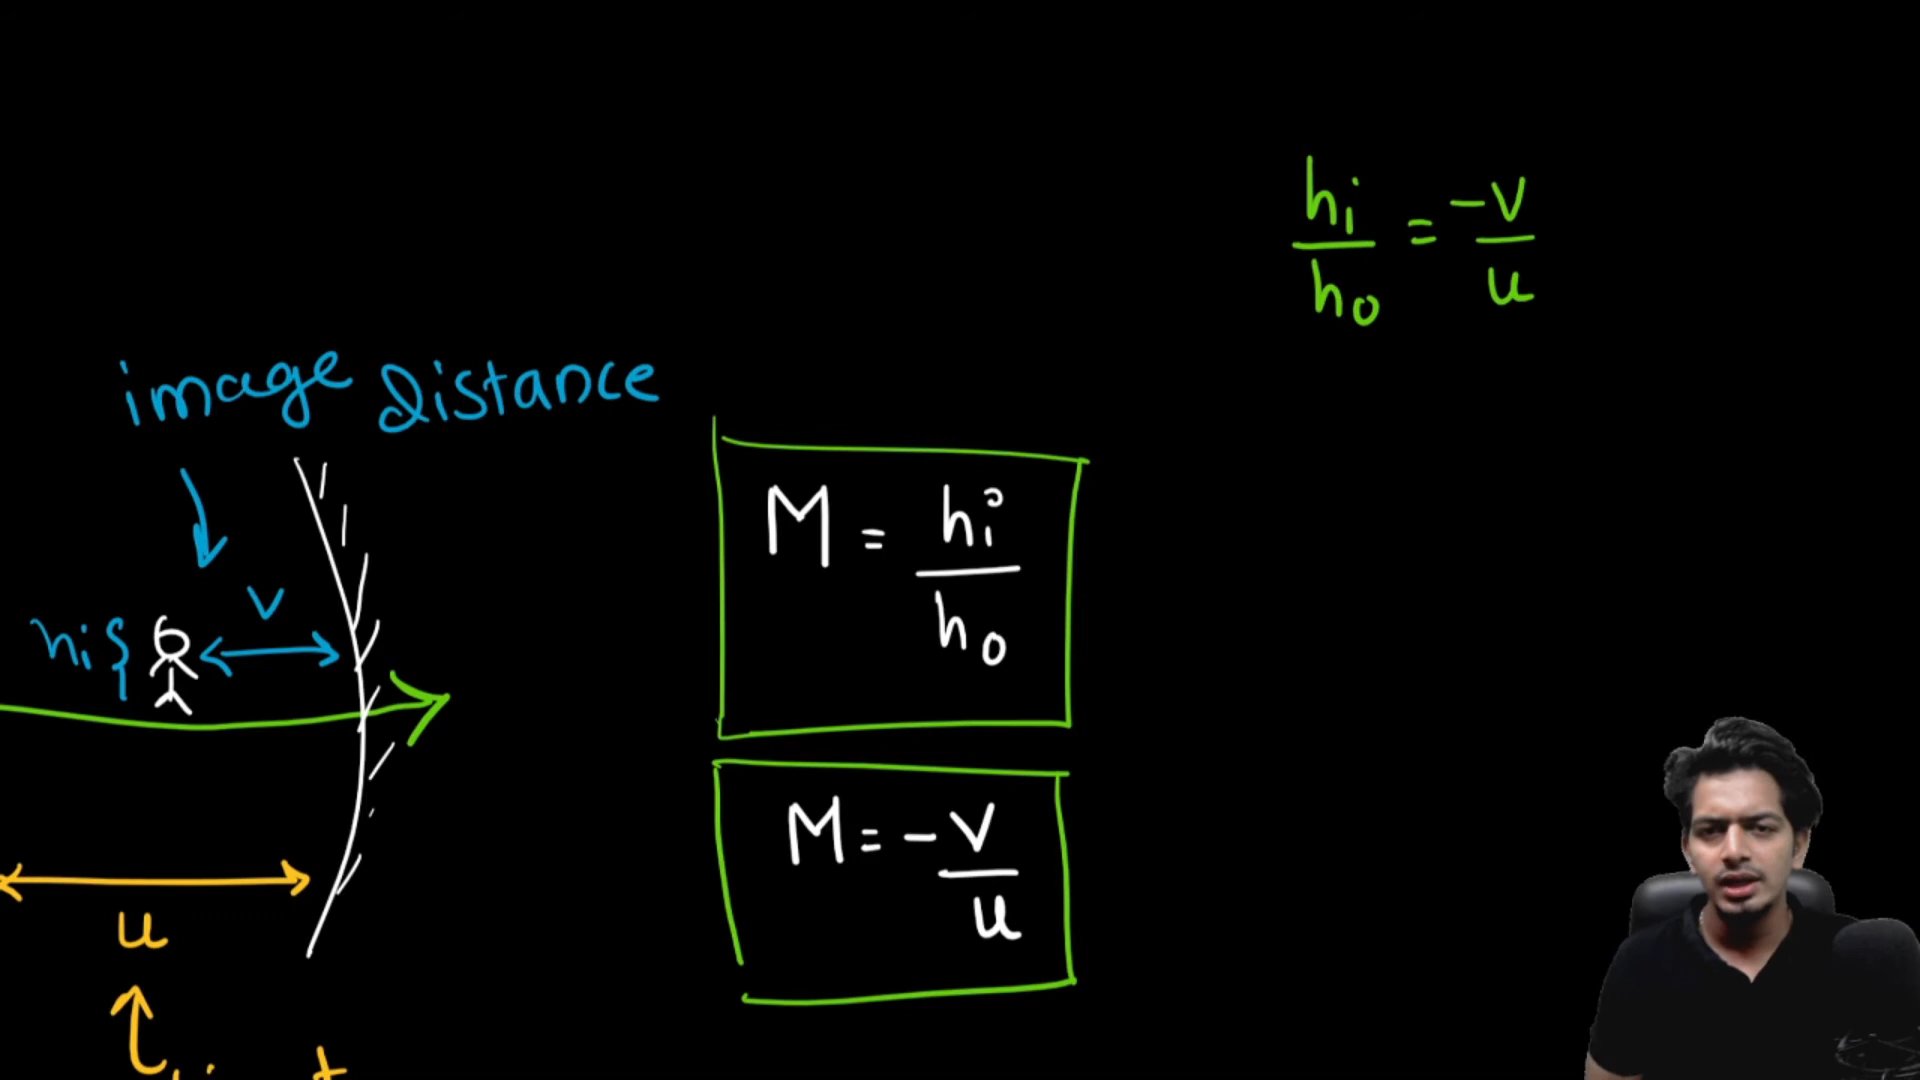 hi/ho = -v/u
image distance
v
hi {
M = hi/ho
M = - v/u
u